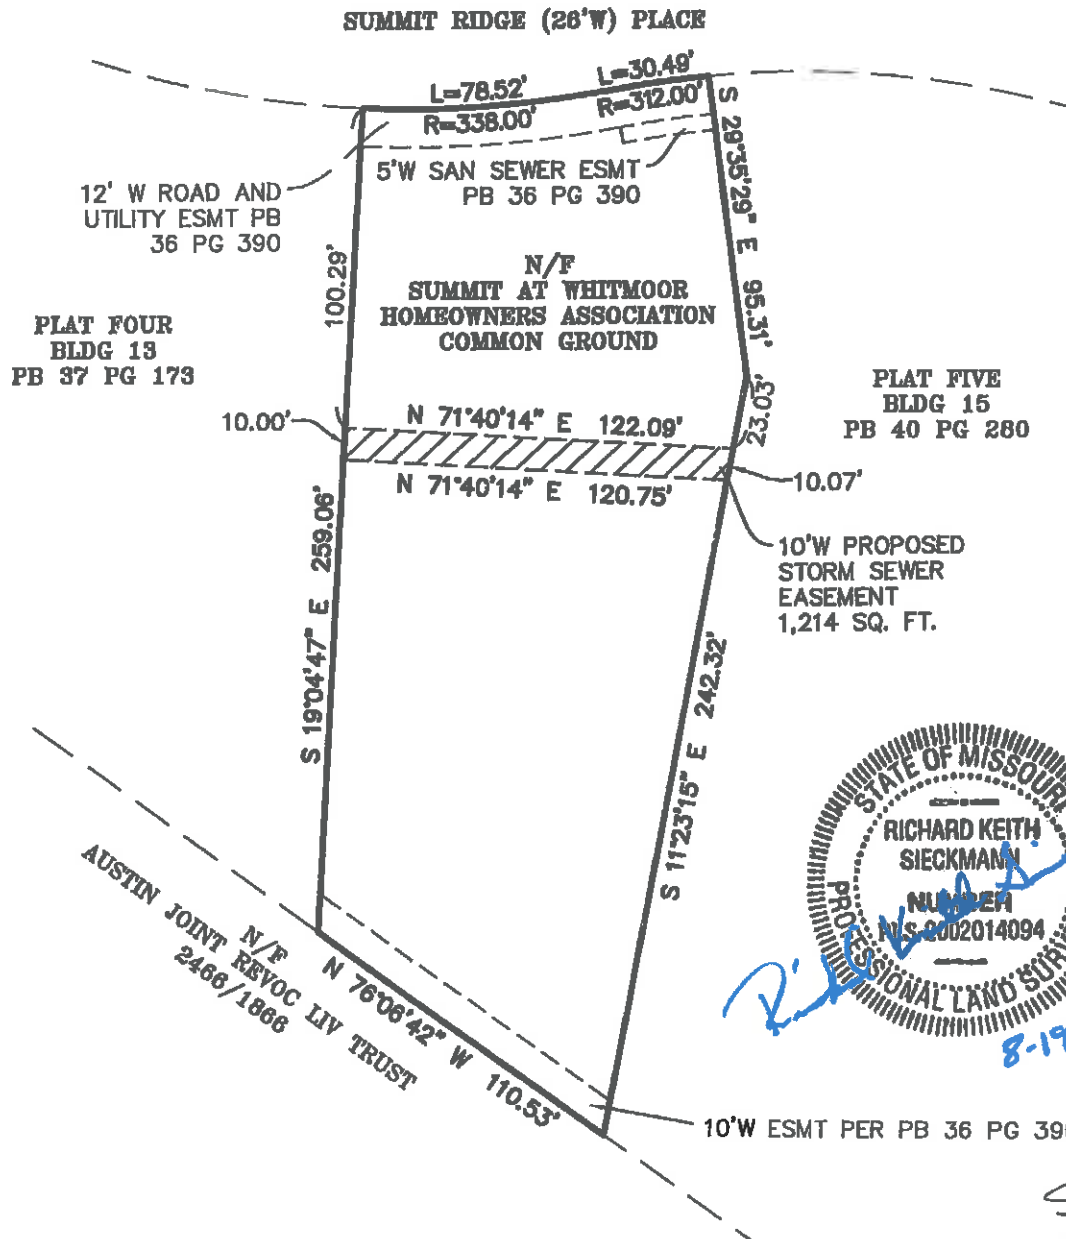 SUMMIT RIDGE (26'W) PLACE
L=78.52'
R=338.00'
L=30.49'
R=312.00'
S 29°35'29" E 95.31'
12' W ROAD AND
UTILITY ESMT PB
36 PG 390
5'W SAN SEWER ESMT
PB 36 PG 390
100.29'
N/F
SUMMIT AT WHITMOOR
HOMEOWNERS ASSOCIATION
COMMON GROUND
PLAT FOUR
BLDG 13
PB 37 PG 173
PLAT FIVE
BLDG 15
PB 40 PG 280
23.03'
10.00'
N 71°40'14" E 122.09'
N 71°40'14" E 120.75'
10.07'
10'W PROPOSED
STORM SEWER
EASEMENT
1,214 SQ. FT.
S 19°04'47" E 259.06'
S 11°23'15" E 242.32'
STATE OF MISSOURI
RICHARD KEITH
SIECKMANN
NUMBER
PLS-2002014094
PROFESSIONAL LAND SUR
8-19
N/F
AUSTIN JOINT REVOC LIV TRUST
2466/1866
N 76°06'42" W 110.53'
10'W ESMT PER PB 36 PG 39